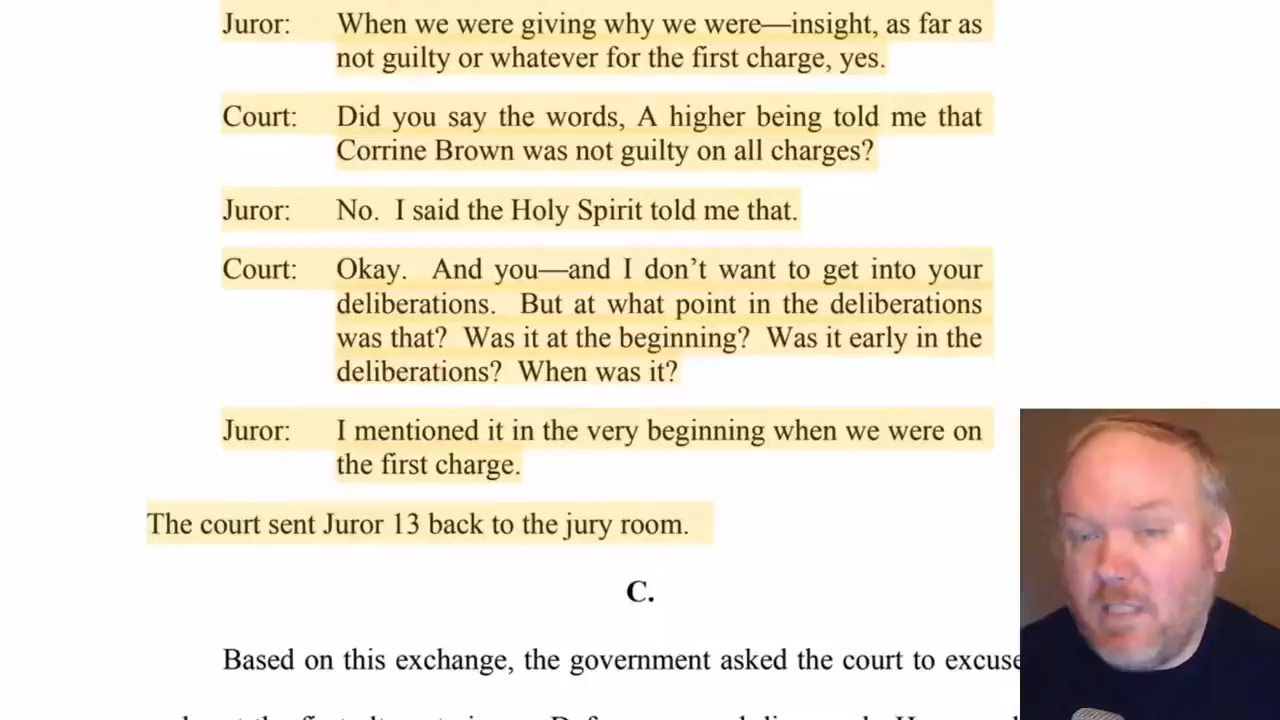 Juror: When we were giving why we were—insight, as far as
not guilty or whatever for the first charge, yes.
Court: Did you say the words, A higher being told me that
Corrine Brown was not guilty on all charges?
Juror: No. I said the Holy Spirit told me that.
Court: Okay. And you—and I don’t want to get into your
deliberations. But at what point in the deliberations
was that? Was it at the beginning? Was it early in the
deliberations? When was it?
Juror: I mentioned it in the very beginning when we were on
the first charge.
The court sent Juror 13 back to the jury room.
C.
Based on this exchange, the government asked the court to excuse